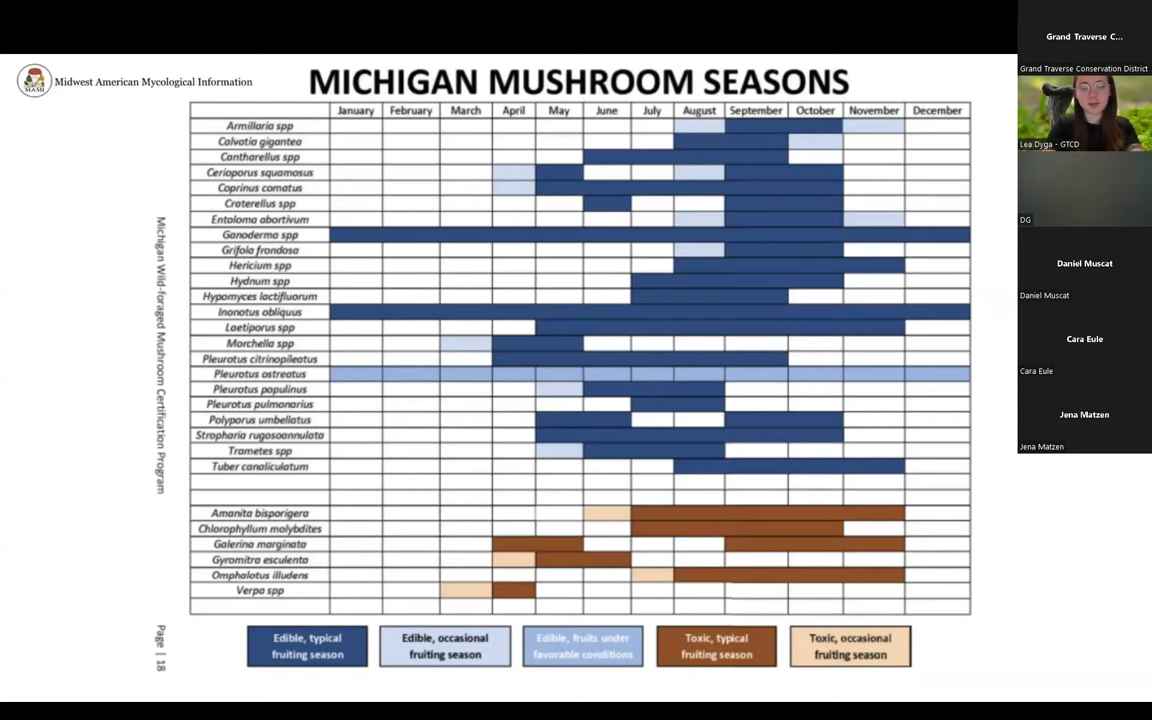 Midwest American Mycological Information
MAMI
MICHIGAN MUSHROOM SEASONS
January February March April May June July August September October November December
Armillaria spp
Calvatia gigantea
Cantharellus spp
Cerioporus squamosus
Coprinus comatus
Craterellus spp
Entoloma abortivum
Ganoderma spp
Grifola frondosa
Hericium spp
Hydnum spp
Hypomyces lactifluorum
Inonotus obliquus
Laetiporus spp
Morchella spp
Pleurotus citrinopileatus
Pleurotus ostreatus
Pleurotus populinus
Pleurotus pulmonarius
Polyporus umbellatus
Stropharia rugosoannulata
Trametes spp
Tuber canaliculatum
Amanita bisporigera
Chlorophyllum molybdites
Galerina marginata
Gyromitra esculenta
Omphalotus illudens
Verpa spp
Edible, typical
fruiting season
Edible, occasional
fruiting season
Edible, fruits under
favorable conditions
Toxic, typical
fruiting season
Toxic, occasional
fruiting season
Michigan Wild-foraged Mushroom Certification Program
Page | 18
Grand Traverse C...
Grand Traverse Conservation District
Lea Dyga - GTCD
DG
Daniel Muscat
Daniel Muscat
Cara Eule
Cara Eule
Jena Matzen
Jena Matzen